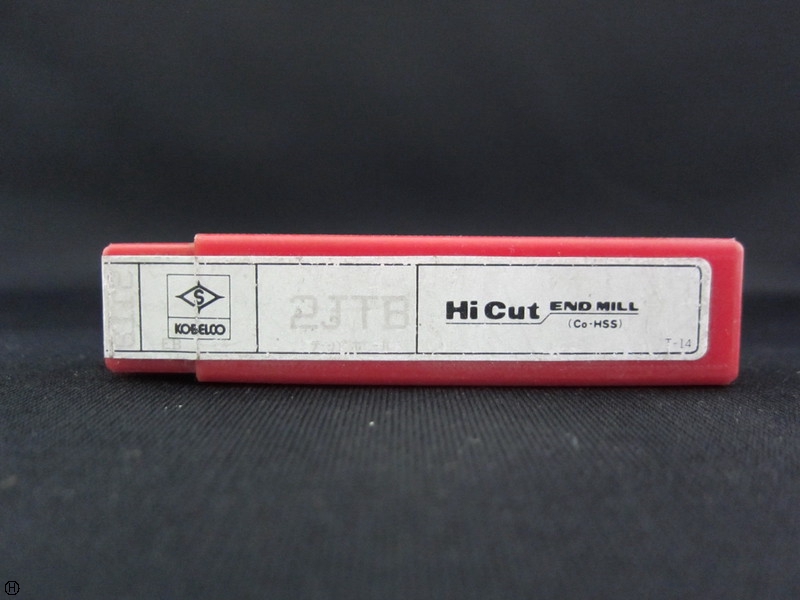 S
KOBELCO
2JTB
Hi Cut END MILL
(Co-HSS)
T-14
H